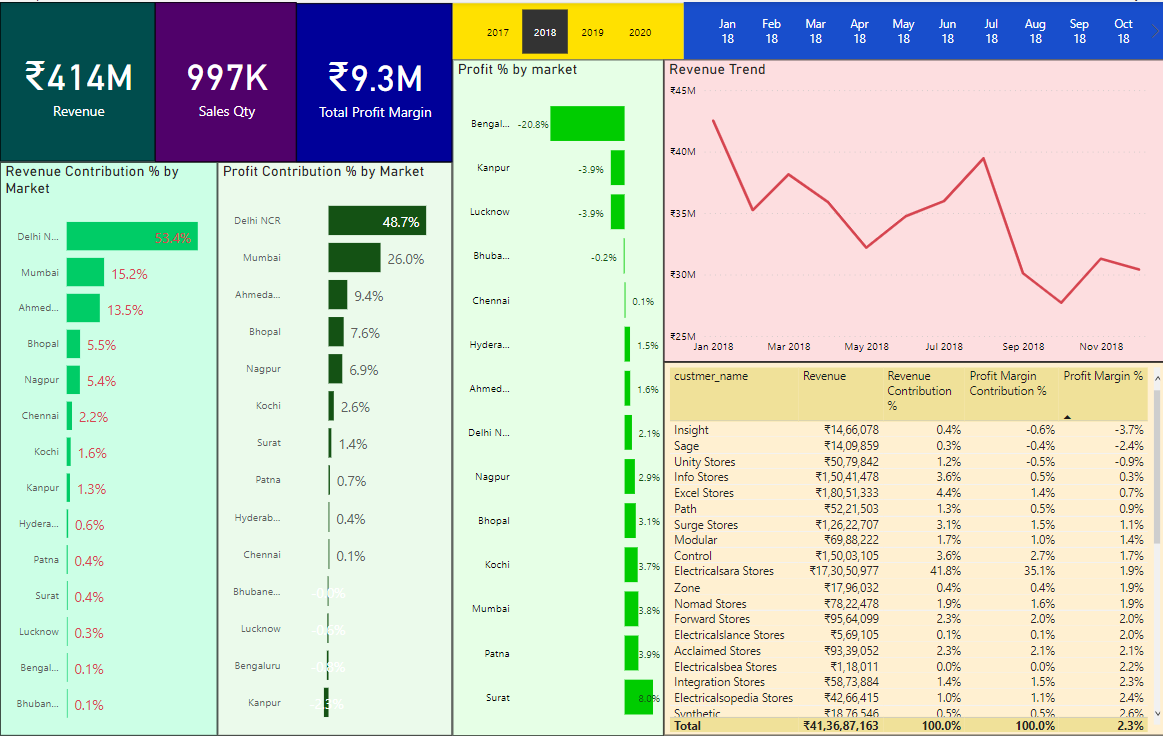 ₹414M
Revenue
997K
Sales Qty
₹9.3M
Total Profit Margin
2017 2018 2019 2020
Jan Feb Mar Apr May Jun Jul Aug Sep Oct
18 18 18 18 18 18 18 18 18 18
Revenue Contribution % by
Market
Delhi N... 53.4%
Mumbai 15.2%
Ahmed... 13.5%
Bhopal 5.5%
Nagpur 5.4%
Chennai 2.2%
Kochi 1.6%
Kanpur 1.3%
Hydera... 0.6%
Patna 0.4%
Surat 0.4%
Lucknow 0.3%
Bengal... 0.1%
Bhuban... 0.1%
Profit Contribution % by Market
Delhi NCR 48.7%
Mumbai 26.0%
Ahmeda... 9.4%
Bhopal 7.6%
Nagpur 6.9%
Kochi 2.6%
Surat 1.4%
Patna 0.7%
Hyderab... 0.4%
Chennai 0.1%
Bhubane...
Lucknow
Bengaluru
Kanpur
Profit % by market
Bengal... -20.8%
Kanpur -3.9%
Lucknow -3.9%
Bhuba... -0.2%
Chennai 0.1%
Hydera... 1.5%
Ahmed... 1.6%
Delhi N... 2.1%
Nagpur 2.9%
Bhopal 3.1%
Kochi 3.7%
Mumbai 3.8%
Patna 3.9%
Surat 8.0%
Revenue Trend
₹45M
₹40M
₹35M
₹30M
₹25M
Jan 2018 Mar 2018 May 2018 Jul 2018 Sep 2018 Nov 2018
custmer_name Revenue Revenue Profit Margin Profit Margin %
Contribution Contribution %
%
Insight ₹14,66,078 0.4% -0.6% -3.7%
Sage ₹14,09,859 0.3% -0.4% -2.4%
Unity Stores ₹50,79,842 1.2% -0.5% -0.9%
Info Stores ₹1,50,41,478 3.6% 0.5% 0.3%
Excel Stores ₹1,80,51,333 4.4% 1.4% 0.7%
Path ₹52,21,503 1.3% 0.5% 0.9%
Surge Stores ₹1,26,22,707 3.1% 1.5% 1.1%
Modular ₹69,88,222 1.7% 1.0% 1.4%
Control ₹1,50,03,105 3.6% 2.7% 1.7%
Electricalsara Stores ₹17,30,50,977 41.8% 35.1% 1.9%
Zone ₹17,96,032 0.4% 0.4% 1.9%
Nomad Stores ₹78,22,478 1.9% 1.6% 1.9%
Forward Stores ₹95,64,099 2.3% 2.0% 2.0%
Electricalslance Stores ₹5,69,105 0.1% 0.1% 2.0%
Acclaimed Stores ₹93,39,052 2.3% 2.1% 2.1%
Electricalsbea Stores ₹1,18,011 0.0% 0.0% 2.2%
Integration Stores ₹58,73,884 1.4% 1.5% 2.3%
Electricalsopedia Stores ₹42,66,415 1.0% 1.1% 2.4%
Synthetic ₹18,76,546 0.5% 0.5% 2.6%
Total ₹41,36,87,163 100.0% 100.0% 2.3%